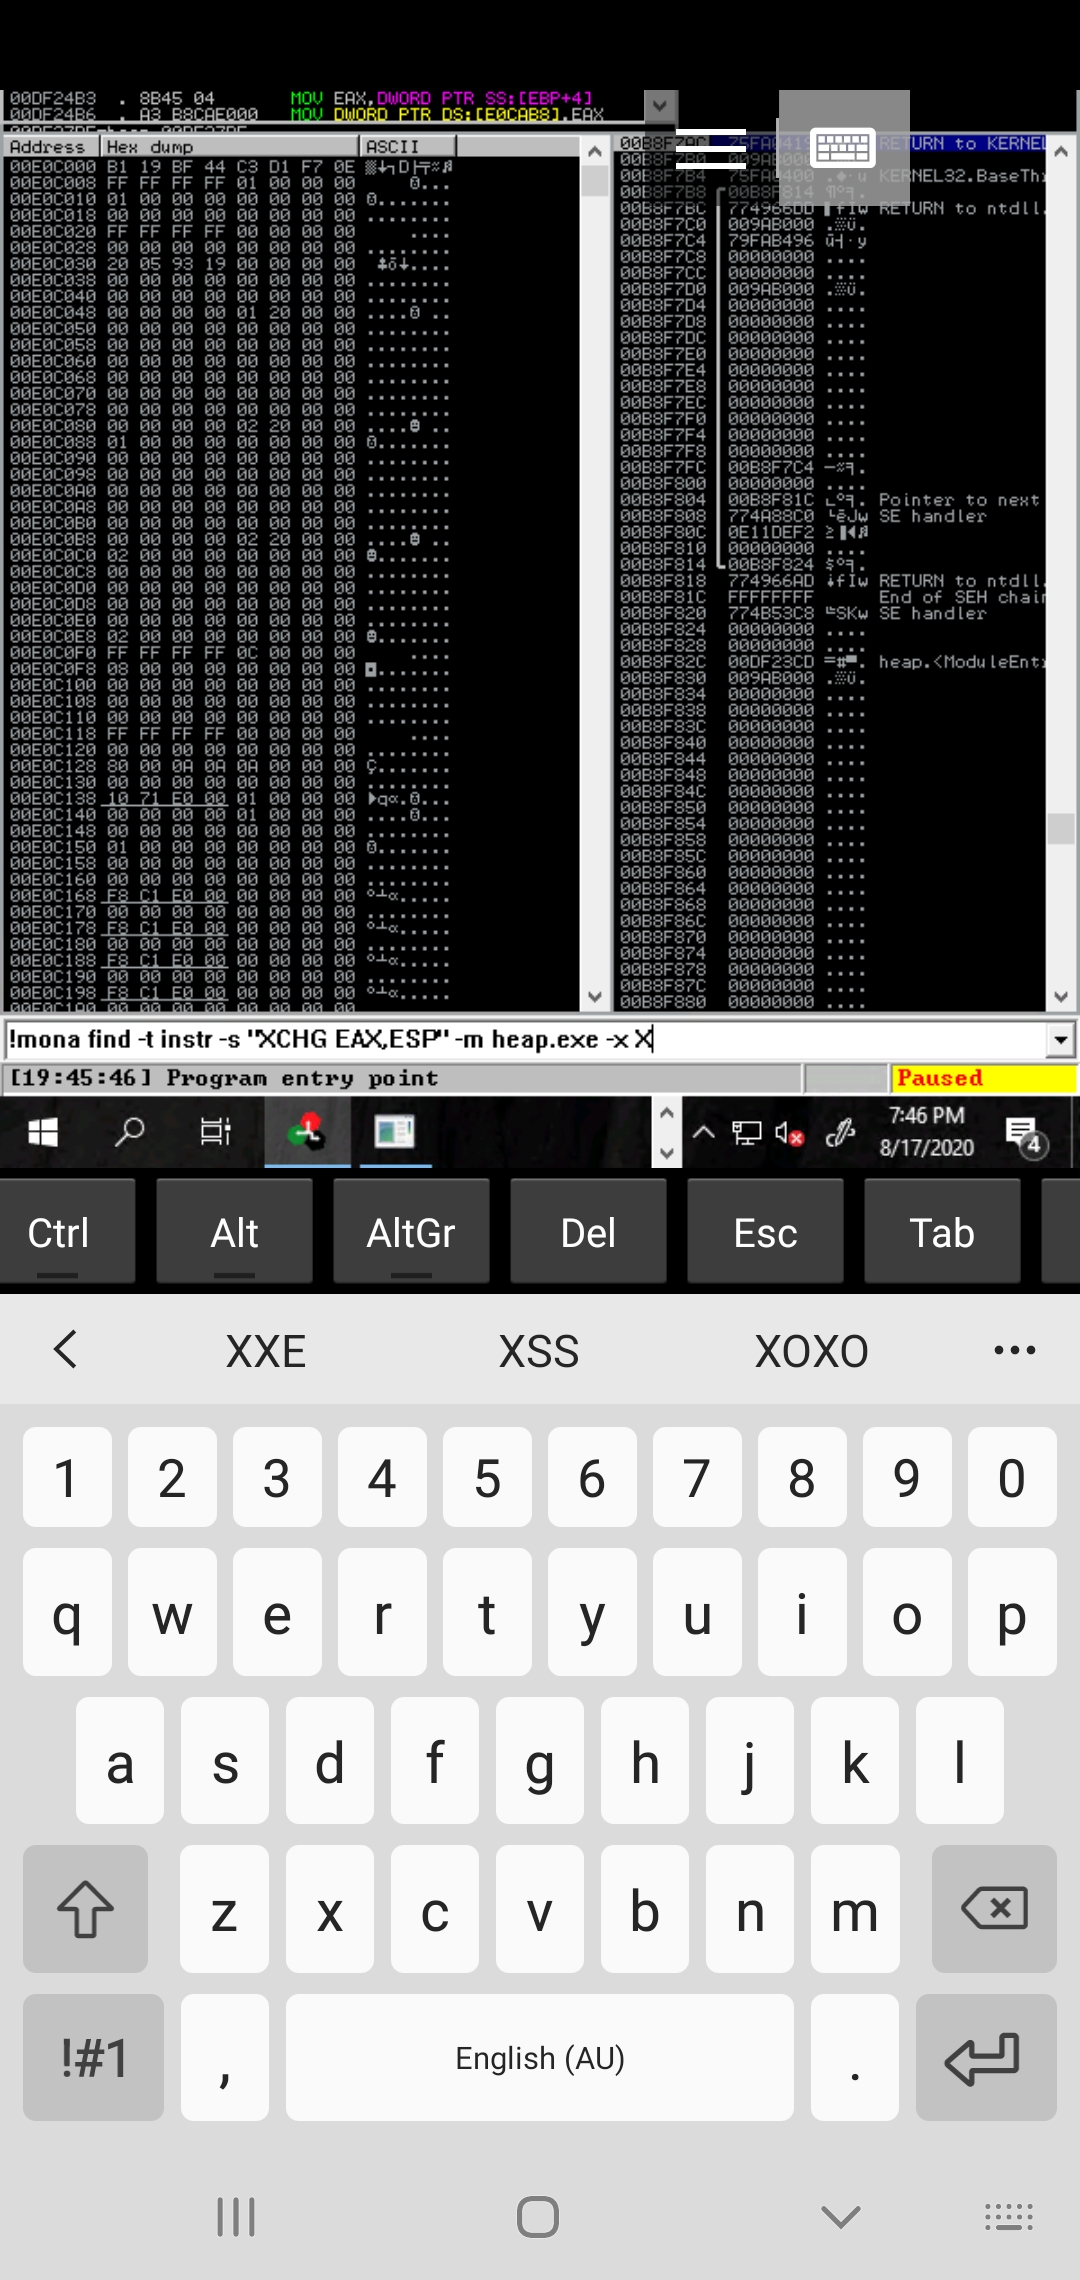 00DF24B3 . 8B45 04 MOV EAX,DWORD PTR SS:[EBP+4]
00DF24B6 . A3 B8CAE000 MOV DWORD PTR DS:[E0CAB8],EAX
Address Hex dump ASCII
00E0C000 B1 19 BF 44 C3 D1 F7 0E
00E0C008 FF FF FF FF 01 00 00 00
00E0C010 01 00 00 00 00 00 00 00
00E0C018 00 00 00 00 00 00 00 00
00E0C020 FF FF FF FF 00 00 00 00
00E0C028 00 00 00 00 00 00 00 00
00E0C030 20 05 93 19 00 00 00 00
00E0C038 00 00 00 00 00 00 00 00
00E0C040 00 00 00 00 00 00 00 00
00E0C048 00 00 00 00 01 20 00 00
00E0C050 00 00 00 00 00 00 00 00
00E0C058 00 00 00 00 00 00 00 00
00E0C060 00 00 00 00 00 00 00 00
00E0C068 00 00 00 00 00 00 00 00
00E0C070 00 00 00 00 00 00 00 00
00E0C078 00 00 00 00 00 00 00 00
00E0C080 00 00 00 00 02 20 00 00
00E0C088 01 00 00 00 00 00 00 00
00E0C090 00 00 00 00 00 00 00 00
00E0C098 00 00 00 00 00 00 00 00
00E0C0A0 00 00 00 00 00 00 00 00
00E0C0A8 00 00 00 00 00 00 00 00
00E0C0B0 00 00 00 00 00 00 00 00
00E0C0B8 00 00 00 00 02 20 00 00
00E0C0C0 02 00 00 00 00 00 00 00
00E0C0C8 00 00 00 00 00 00 00 00
00E0C0D0 00 00 00 00 00 00 00 00
00E0C0D8 00 00 00 00 00 00 00 00
00E0C0E0 00 00 00 00 00 00 00 00
00E0C0E8 02 00 00 00 00 00 00 00
00E0C0F0 FF FF FF FF 0C 00 00 00
00E0C0F8 08 00 00 00 00 00 00 00
00E0C100 00 00 00 00 00 00 00 00
00E0C108 00 00 00 00 00 00 00 00
00E0C110 00 00 00 00 00 00 00 00
00E0C118 FF FF FF FF 00 00 00 00
00E0C120 00 00 00 00 00 00 00 00
00E0C128 80 00 0A 0A 0A 00 00 00
00E0C130 00 00 00 00 00 00 00 00
00E0C138 10 71 E0 00 01 00 00 00
00E0C140 00 00 00 00 01 00 00 00
00E0C148 00 00 00 00 00 00 00 00
00E0C150 01 00 00 00 00 00 00 00
00E0C158 00 00 00 00 00 00 00 00
00E0C160 00 00 00 00 00 00 00 00
00E0C168 F8 C1 E0 00 00 00 00 00
00E0C170 00 00 00 00 00 00 00 00
00E0C178 F8 C1 E0 00 00 00 00 00
00E0C180 00 00 00 00 00 00 00 00
00E0C188 F8 C1 E0 00 00 00 00 00
00E0C190 00 00 00 00 00 00 00 00
00E0C198 F8 C1 E0 00 00 00 00 00
00B8F7AC 75FA0419 RETURN to KERNEL
00B8F7B0 009AB000
00B8F7B4 75FA0400 KERNEL32.BaseThr
00B8F7B8 00B8F814
00B8F7BC 774966DD RETURN to ntdll.
00B8F7C0 009AB000
00B8F7C4 79FAB496
00B8F7C8 00000000 ....
00B8F7CC 00000000 ....
00B8F7D0 009AB000
00B8F7D4 00000000 ....
00B8F7D8 00000000 ....
00B8F7DC 00000000 ....
00B8F7E0 00000000 ....
00B8F7E4 00000000 ....
00B8F7E8 00000000 ....
00B8F7EC 00000000 ....
00B8F7F0 00000000 ....
00B8F7F4 00000000 ....
00B8F7F8 00000000 ....
00B8F7FC 00B8F7C4
00B8F800 00000000 ....
00B8F804 00B8F81C Pointer to next
00B8F808 774A88C0 SE handler
00B8F80C 0E11DEF2
00B8F810 00000000 ....
00B8F814 00B8F824
00B8F818 774966AD RETURN to ntdll.
00B8F81C FFFFFFFF End of SEH chain
00B8F820 774B53C8 SE handler
00B8F824 00000000 ....
00B8F828 00000000 ....
00B8F82C 00DF23CD heap.<ModuleEntr
00B8F830 009AB000
00B8F834 00000000 ....
00B8F838 00000000 ....
00B8F83C 00000000 ....
00B8F840 00000000 ....
00B8F844 00000000 ....
00B8F848 00000000 ....
00B8F84C 00000000 ....
00B8F850 00000000 ....
00B8F854 00000000 ....
00B8F858 00000000 ....
00B8F85C 00000000 ....
00B8F860 00000000 ....
00B8F864 00000000 ....
00B8F868 00000000 ....
00B8F86C 00000000 ....
00B8F870 00000000 ....
00B8F874 00000000 ....
00B8F878 00000000 ....
00B8F87C 00000000 ....
00B8F880 00000000 ....
!mona find -t instr -s "XCHG EAX,ESP" -m heap.exe -x X
[19:45:46] Program entry point
Paused
7:46 PM
8/17/2020
4
Ctrl Alt AltGr Del Esc Tab
XXE XSS XOXO
1 2 3 4 5 6 7 8 9 0
q w e r t y u i o p
a s d f g h j k l
z x c v b n m
!#1 , English (AU) .